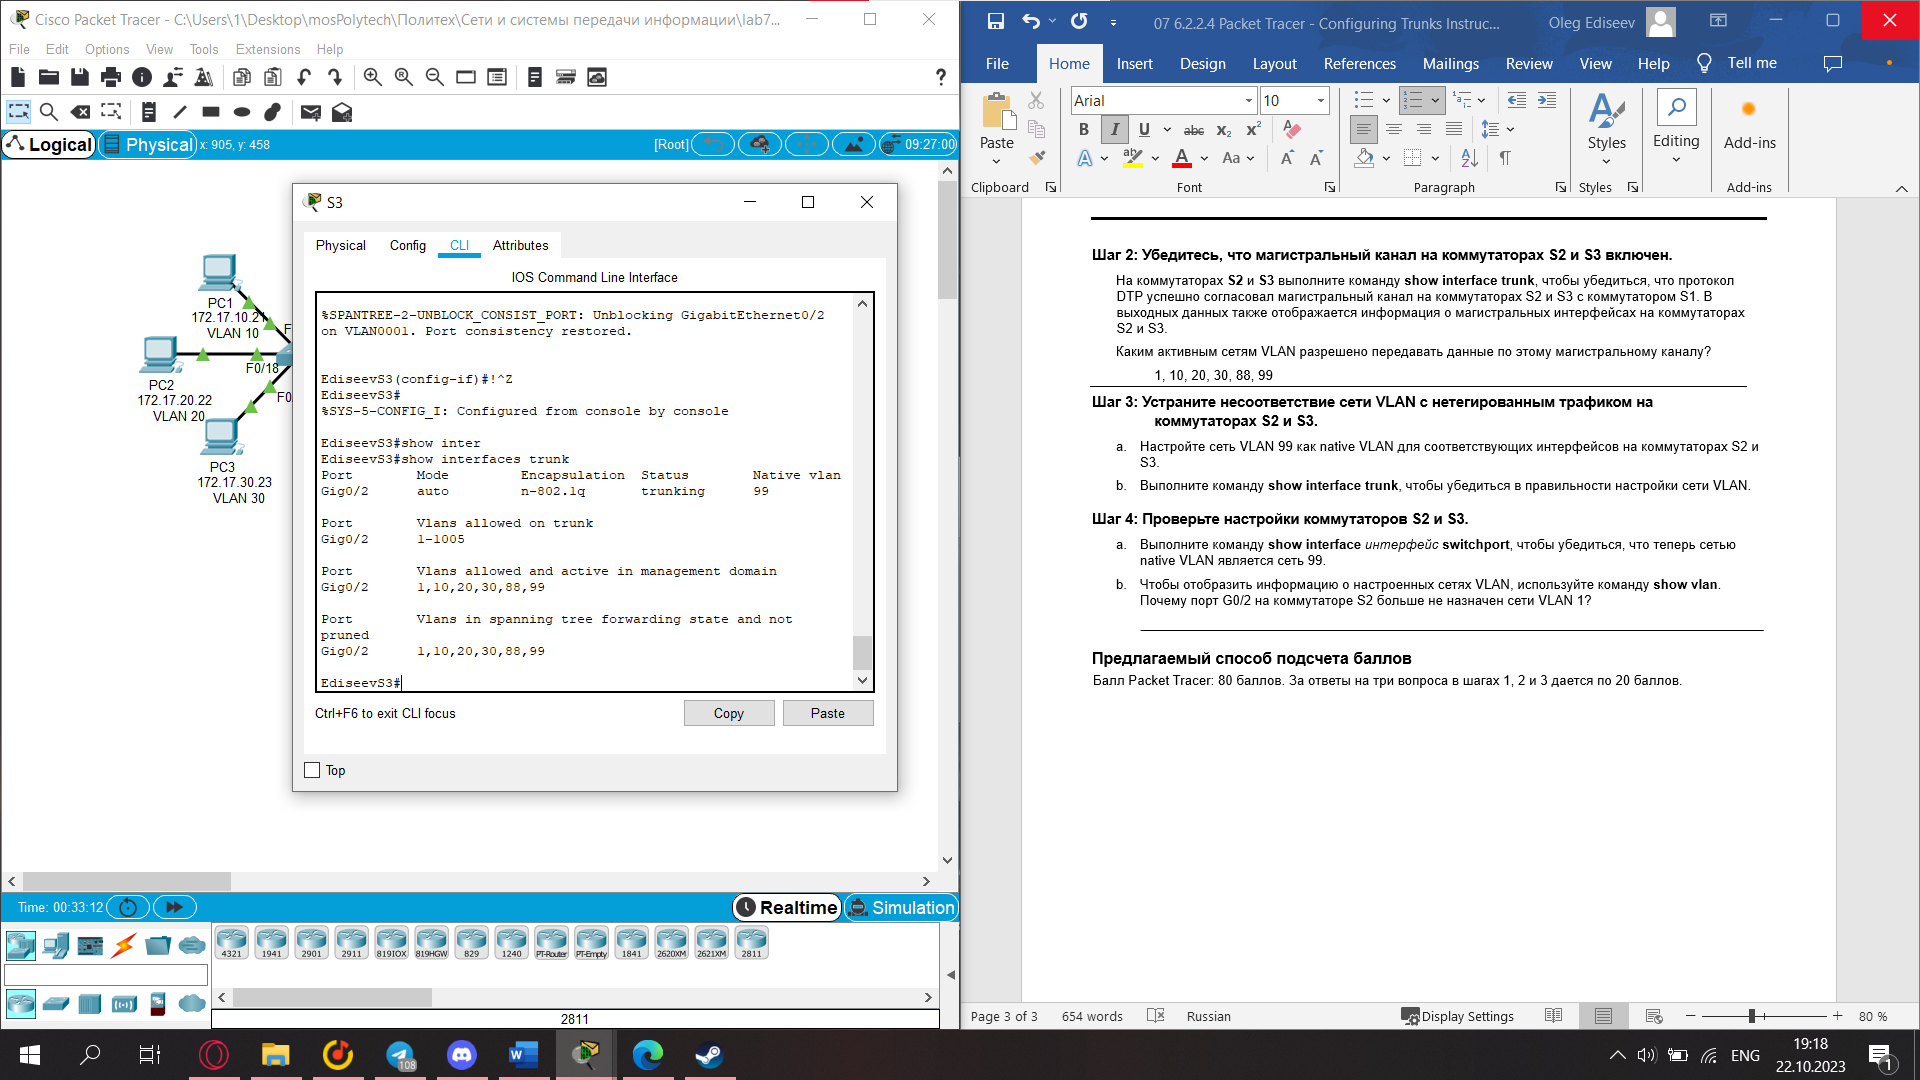 Cisco Packet Tracer - C:\Users\1\Desktop\mosPolytech\Политех\Сети и системы передачи информации\lab7...
File Edit Options View Tools Extensions Help
Logical
Physical
x: 905, y: 458
[Root]
09:27:00
PC1
172.17.10.21
VLAN 10
F
PC2
172.17.20.22
VLAN 20
F0/18
F0
PC3
172.17.30.23
VLAN 30
S3
Physical Config CLI Attributes
IOS Command Line Interface
%SPANTREE-2-UNBLOCK_CONSIST_PORT: Unblocking GigabitEthernet0/2
on VLAN0001. Port consistency restored.
EdiseevS3(config-if)#!^Z
EdiseevS3#
%SYS-5-CONFIG_I: Configured from console by console
EdiseevS3#show inter
EdiseevS3#show interfaces trunk
Port Mode Encapsulation Status Native vlan
Gig0/2 auto n-802.1q trunking 99
Port Vlans allowed on trunk
Gig0/2 1-1005
Port Vlans allowed and active in management domain
Gig0/2 1,10,20,30,88,99
Port Vlans in spanning tree forwarding state and not
pruned
Gig0/2 1,10,20,30,88,99
EdiseevS3#
Ctrl+F6 to exit CLI focus
Copy
Paste
Top
Time: 00:33:12
Realtime
Simulation
4321 1941 2901 2911 819IOX 819HGW 829 1240 PT-Router PT-Empty 1841 2620XM 2621XM 2811
2811
07 6.2.2.4 Packet Tracer - Configuring Trunks Instruc...
Oleg Ediseev
File Home Insert Design Layout References Mailings Review View Help Tell me
Paste
Arial
10
B I U abc x₂ x²
A A Aa A A
Styles
Editing
Add-ins
Clipboard Font Paragraph Styles Add-ins
Шаг 2: Убедитесь, что магистральный канал на коммутаторах S2 и S3 включен.
На коммутаторах S2 и S3 выполните команду show interface trunk, чтобы убедиться, что протокол
DTP успешно согласовал магистральный канал на коммутаторах S2 и S3 с коммутатором S1. В
выходных данных также отображается информация о магистральных интерфейсах на коммутаторах
S2 и S3.
Каким активным сетям VLAN разрешено передавать данные по этому магистральному каналу?
1, 10, 20, 30, 88, 99
Шаг 3: Устраните несоответствие сети VLAN с нетегированным трафиком на
коммутаторах S2 и S3.
a. Настройте сеть VLAN 99 как native VLAN для соответствующих интерфейсов на коммутаторах S2 и
S3.
b. Выполните команду show interface trunk, чтобы убедиться в правильности настройки сети VLAN.
Шаг 4: Проверьте настройки коммутаторов S2 и S3.
a. Выполните команду show interface интерфейс switchport, чтобы убедиться, что теперь сетью
native VLAN является сеть 99.
b. Чтобы отобразить информацию о настроенных сетях VLAN, используйте команду show vlan.
Почему порт G0/2 на коммутаторе S2 больше не назначен сети VLAN 1?
Предлагаемый способ подсчета баллов
Балл Packet Tracer: 80 баллов. За ответы на три вопроса в шагах 1, 2 и 3 дается по 20 баллов.
Page 3 of 3 654 words Russian Display Settings 80 %
108
ENG
19:18
22.10.2023
1